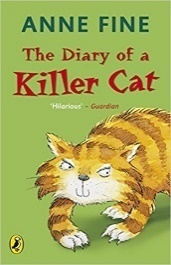 ANNE FINE
The Diary of a
Killer Cat
'Hilarious' – Guardian